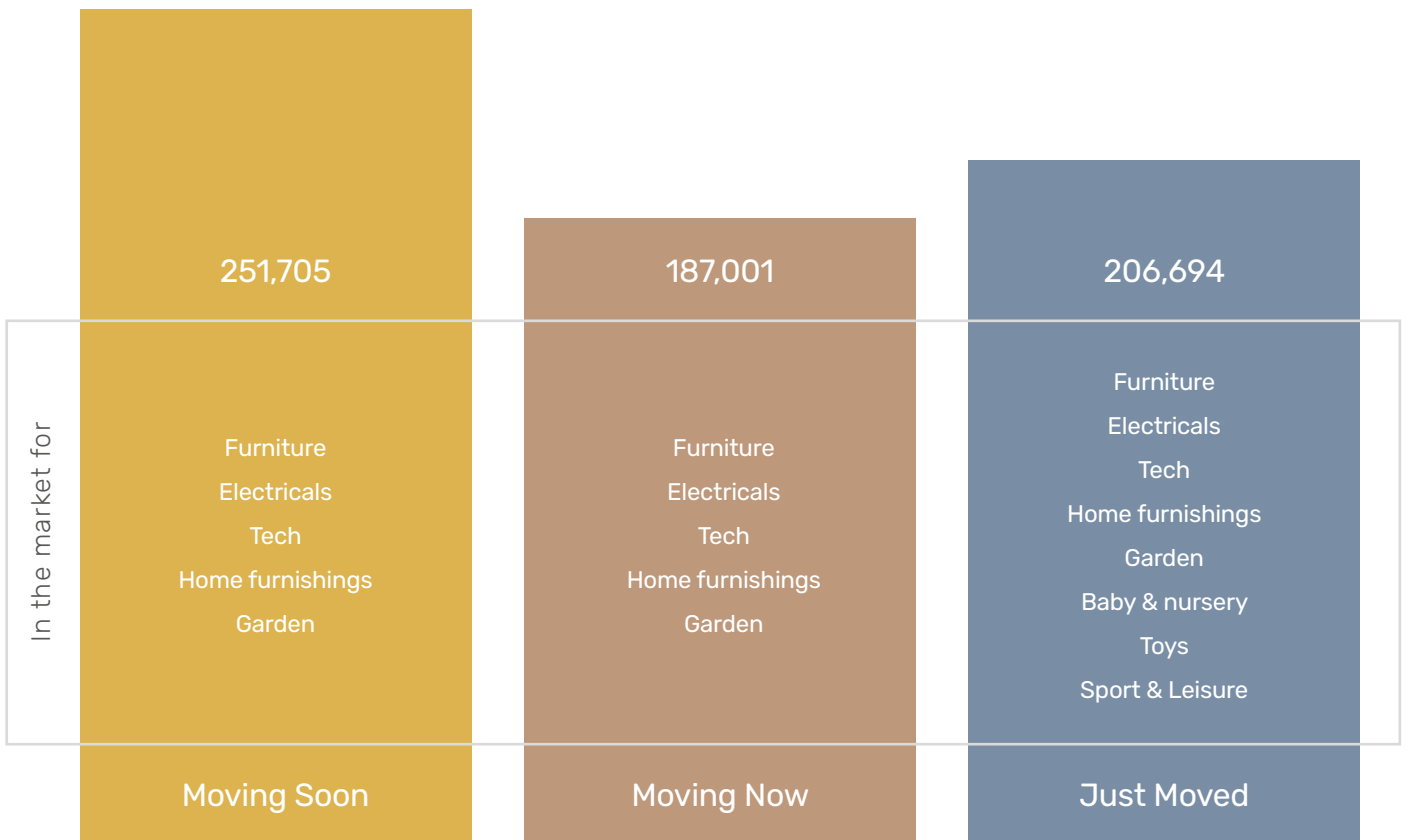 251,705
187,001
206,694
In the market for
Furniture
Electricals
Tech
Home furnishings
Garden
Furniture
Electricals
Tech
Home furnishings
Garden
Furniture
Electricals
Tech
Home furnishings
Garden
Baby & nursery
Toys
Sport & Leisure
Moving Soon
Moving Now
Just Moved